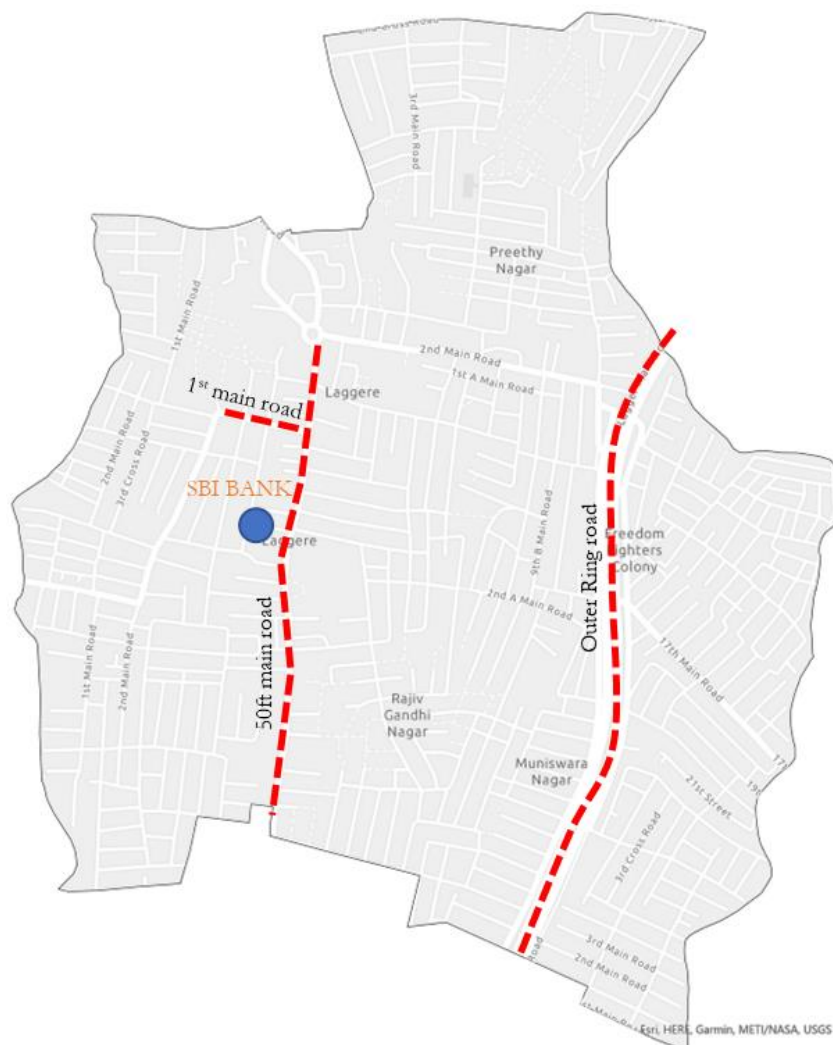 3rd Main Road
Preethy
Nagar
1st Main Road
2nd Main Road
1st A Main Road
Laggere
1st main road
2nd Main Road
3rd Cross Road
SBI BANK
Laggere
9th B Main Road
Outer Ring road
Freedom
Fighters
Colony
2nd A Main Road
1st Main Road
2nd Main Road
50ft main road
17th Main Road
Rajiv
Gandhi
Nagar
Muniswara
Nagar
21st Street
3rd Cross Road
3rd Main Road
2nd Main Road
Road
Esri, HERE, Garmin, METI/NASA, USGS